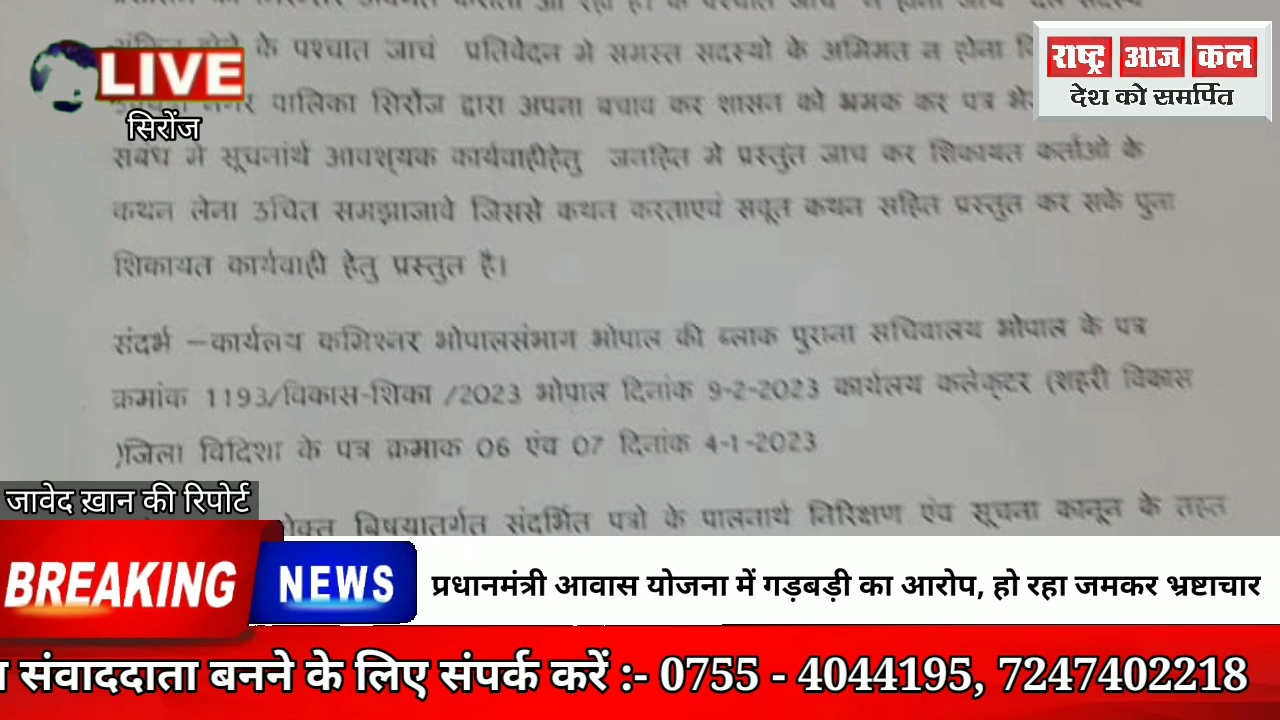 के पश्चात जाचं प्रतिवेदन मे समस्त सदस्यो के अभिमत न होना
पालिका सिरोंज द्वारा अपना बचाव कर शासन को भ्रमक कर पत्र
संबंध मे सूचनांर्थ आवश्यक कार्यवाहीहेतु जनहित मे प्रस्तुंत जाच कर शिकायत कर्ताओ के
कथन लेना उचित समझाजावे जिससे कथन करताएवं सबूत कथन सहित प्रस्तुत कर सके पुना
शिकायत कार्यवाही हेतु प्रस्तुत है।
संदर्भ –कार्यलय कमिश्नर भोपालसंभाग भोपाल की ब्लाक पुराना सचिवालय भोपाल के पत्र
क्रमांक 1193/विकास-शिका /2023 भोपाल दिनांक 9-2-2023 कार्यलय कलेक्टर (शहरी विकास
)जिला विदिशा के पत्र क्रमाक 06 एंव 07 दिनांक 4-1-2023
विषयातर्गत संदर्भित पत्रो के पालनार्थ निरिक्षण एंव सूचना कानून के तहत
LIVE
सिरोंज
राष्ट्र आज कल
देश को समर्पित
जावेद ख़ान की रिपोर्ट
BREAKING NEWS
प्रधानमंत्री आवास योजना में गड़बड़ी का आरोप, हो रहा जमकर भ्रष्टाचार
संवाददाता बनने के लिए संपर्क करें :- 0755 - 4044195, 7247402218